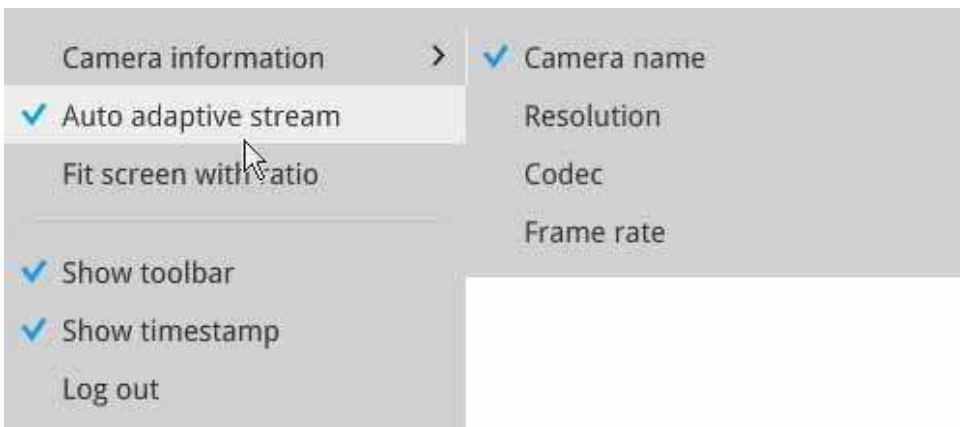 Camera information
Auto adaptive stream
Fit screen with ratio
Show toolbar
Show timestamp
Log out
Camera name
Resolution
Codec
Frame rate